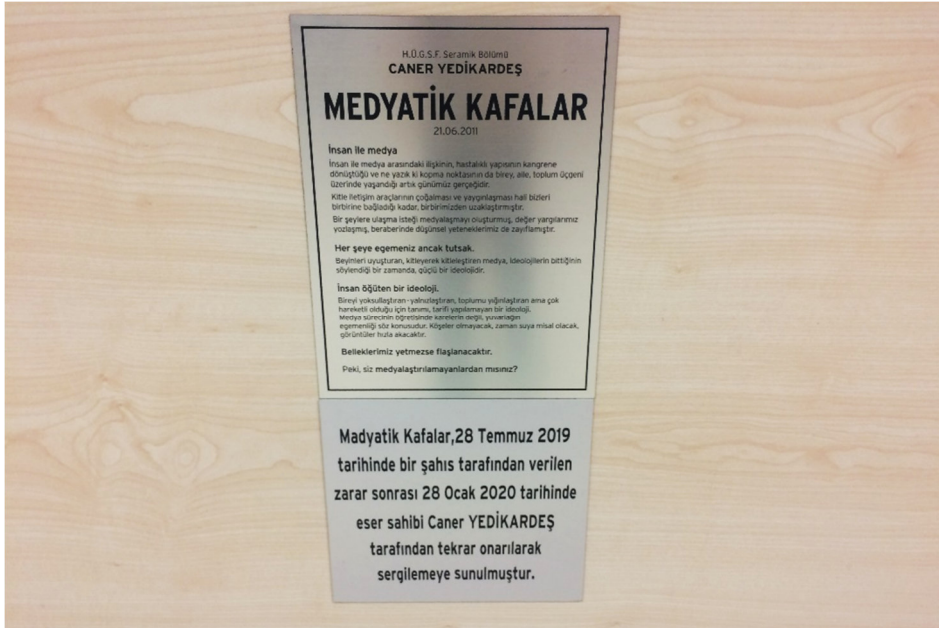 H.Ü.G.S.F. Seramik Bölümü
CANER YEDİKARDEŞ
MEDYATİK KAFALAR
21.06.2011
İnsan ile medya
İnsan ile medya arasındaki ilişkinin, hastalıklı yapısının kangrene
dönüştüğü ve ne yazık ki kopma noktasının da birey, aile, toplum üçgeni
üzerinde yaşandığı artık günümüz gerçeğidir.
Kitle iletişim araçlarının çoğalması ve yaygınlaşması hali bizleri
birbirine bağladığı kadar, birbirimizden uzaklaştırmıştır.
Bir şeylere ulaşma isteği medyalaşmayı oluşturmuş, değer yargılarımız
yozlaşmış, beraberinde düşünsel yeteneklerimiz de zayıflamıştır.
Her şeye egemeniz ancak tutsak.
Beyinleri uyuşturan, kitleyerek kitleleştiren medya, ideolojilerin bittiğinin
söylendiği bir zamanda, güçlü bir ideolojidir.
İnsan öğüten bir ideoloji.
Bireyi yoksullaştıran-yalnızlaştıran, toplumu yığınlaştıran ama çok
hareketli olduğu için tanımı, tarifi yapılamayan bir ideoloji.
Medya sürecinin öğretisinde karelerin değil, yuvarlağın
egemenliği söz konusudur. Köşeler olmayacak, zaman suya misal olacak,
görüntüler hızla akacaktır.
Belleklerimiz yetmezse flaşlanacaktır.
Peki, siz medyalaştırılamayanlardan mısınız?
Madyatik Kafalar,28 Temmuz 2019
tarihinde bir şahıs tarafından verilen
zarar sonrası 28 Ocak 2020 tarihinde
eser sahibi Caner YEDİKARDEŞ
tarafından tekrar onarılarak
sergilemeye sunulmuştur.